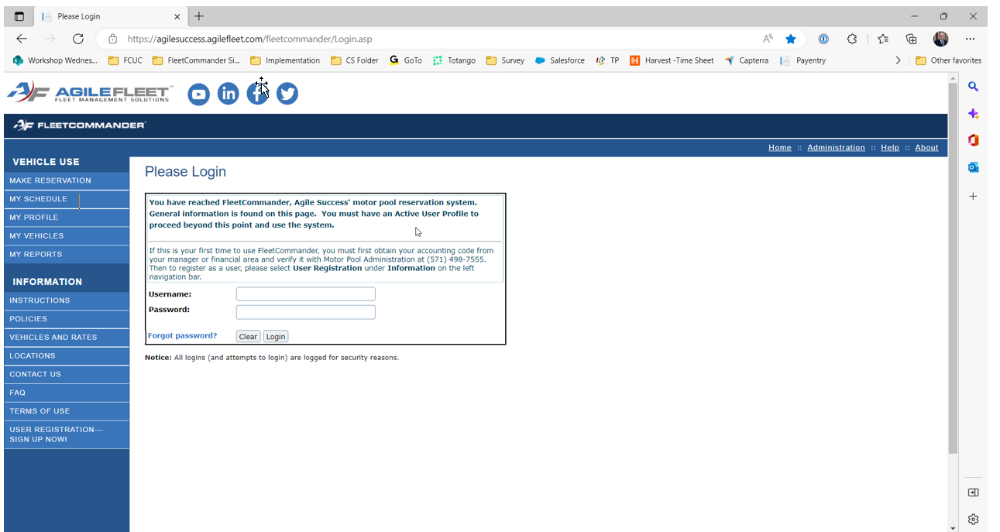 Please Login
https://agilesuccess.agilefleet.com/fleetcommander/Login.asp
Workshop Wednes... FCUC FleetCommander Si... Implementation CS Folder GoTo Totango Survey Salesforce TP Harvest -Time Sheet Capterra Payentry Other favorites
AGILEFLEET
FLEET MANAGEMENT SOLUTIONS
FLEETCOMMANDER
Home :: Administration :: Help :: About
VEHICLE USE
MAKE RESERVATION
MY SCHEDULE
MY PROFILE
MY VEHICLES
MY REPORTS
INFORMATION
INSTRUCTIONS
POLICIES
VEHICLES AND RATES
LOCATIONS
CONTACT US
FAQ
TERMS OF USE
USER REGISTRATION---
SIGN UP NOW!
Please Login
You have reached FleetCommander, Agile Success' motor pool reservation system.
General information is found on this page. You must have an Active User Profile to
proceed beyond this point and use the system.
If this is your first time to use FleetCommander, you must first obtain your accounting code from
your manager or financial area and verify it with Motor Pool Administration at (571) 498-7555.
Then to register as a user, please select User Registration under Information on the left
navigation bar.
Username:
Password:
Forgot password? Clear Login
Notice: All logins (and attempts to login) are logged for security reasons.